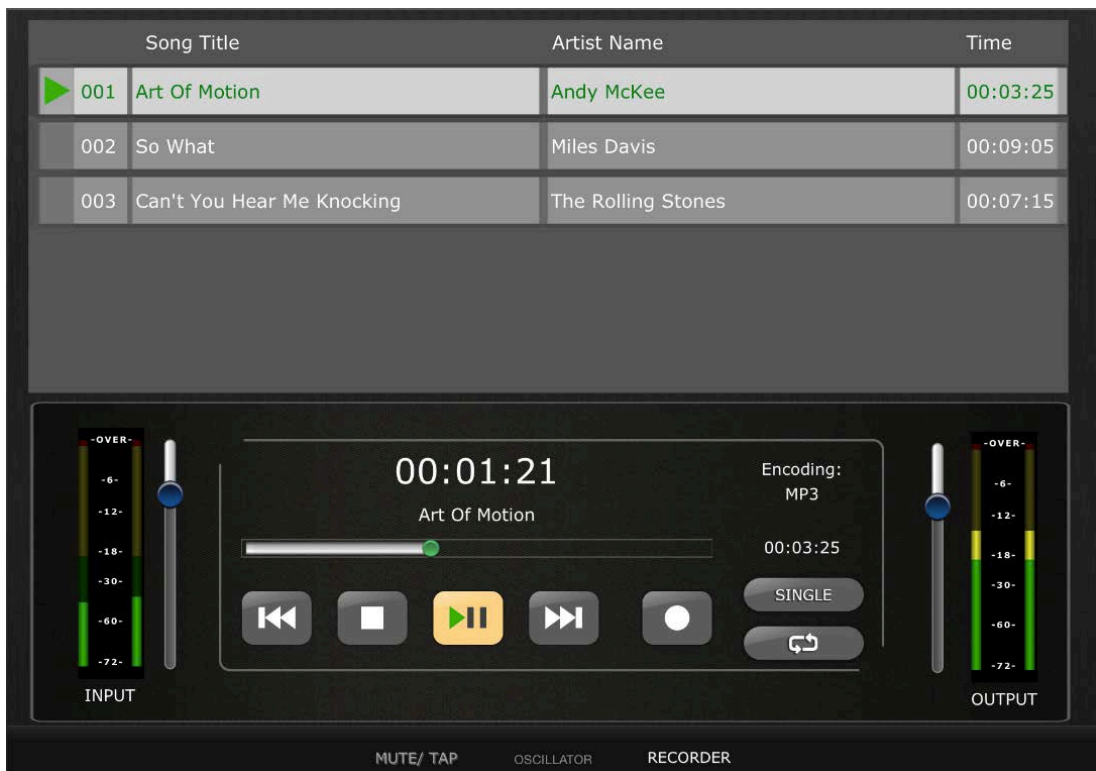 Song Title Artist Name Time
001 Art Of Motion Andy McKee 00:03:25
002 So What Miles Davis 00:09:05
003 Can't You Hear Me Knocking The Rolling Stones 00:07:15
-OVER-
-6-
-12-
-18-
-30-
-60-
-72-
INPUT
00:01:21
Art Of Motion
Encoding:
MP3
00:03:25
SINGLE
-OVER-
-6-
-12-
-18-
-30-
-60-
-72-
OUTPUT
MUTE/ TAP OSCILLATOR RECORDER